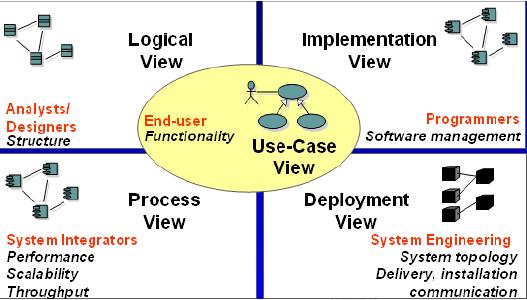 Logical
View
Implementation
View
Analysts/
Designers
Structure
End-user
Functionality
Use-Case
View
Programmers
Software management
Process
View
Deployment
View
System Integrators
Performance
Scalability
Throughput
System Engineering
System topology
Delivery, installation
communication